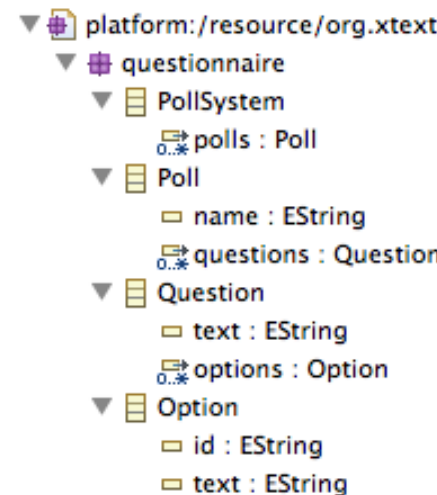 platform:/resource/org.xtext
questionnaire
PollSystem
0..* polls : Poll
Poll
name : EString
0..* questions : Question
Question
text : EString
0..* options : Option
Option
id : EString
text : EString